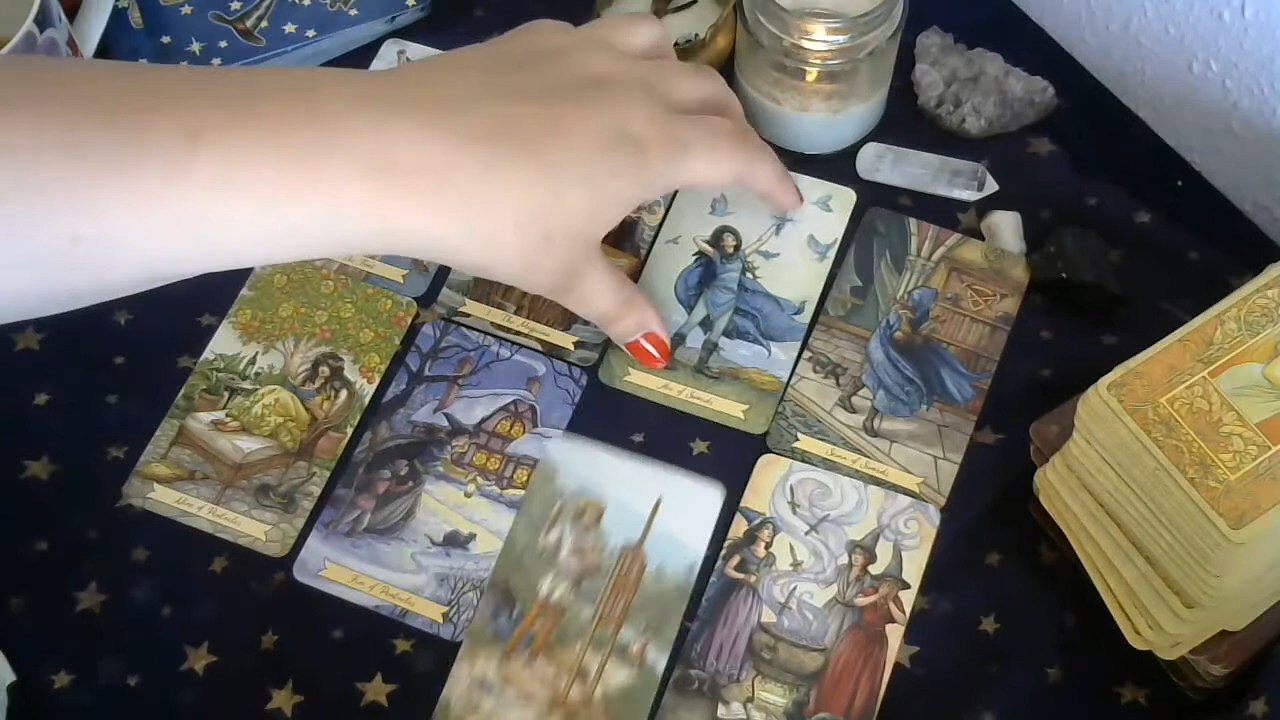 The Magician
Ace of Swords
Seven of Swords
Nine of Pentacles
Five of Pentacles